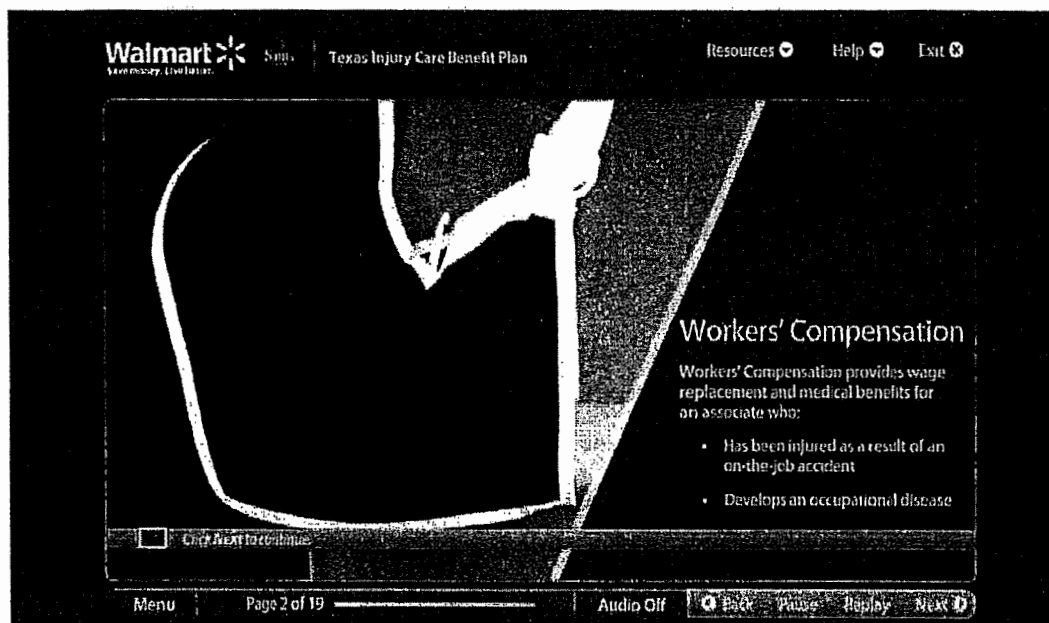 Walmart
Save money. Live better.
Sam's
Texas Injury Care Benefit Plan
Resources
Help
Exit
Workers' Compensation
Workers' Compensation provides wage
replacement and medical benefits for
an associate who:
• Has been injured as a result of an
on-the-job accident
• Develops an occupational disease
Click Next to continue
Menu
Page 2 of 19
Audio Off
Back
Pause
Replay
Next